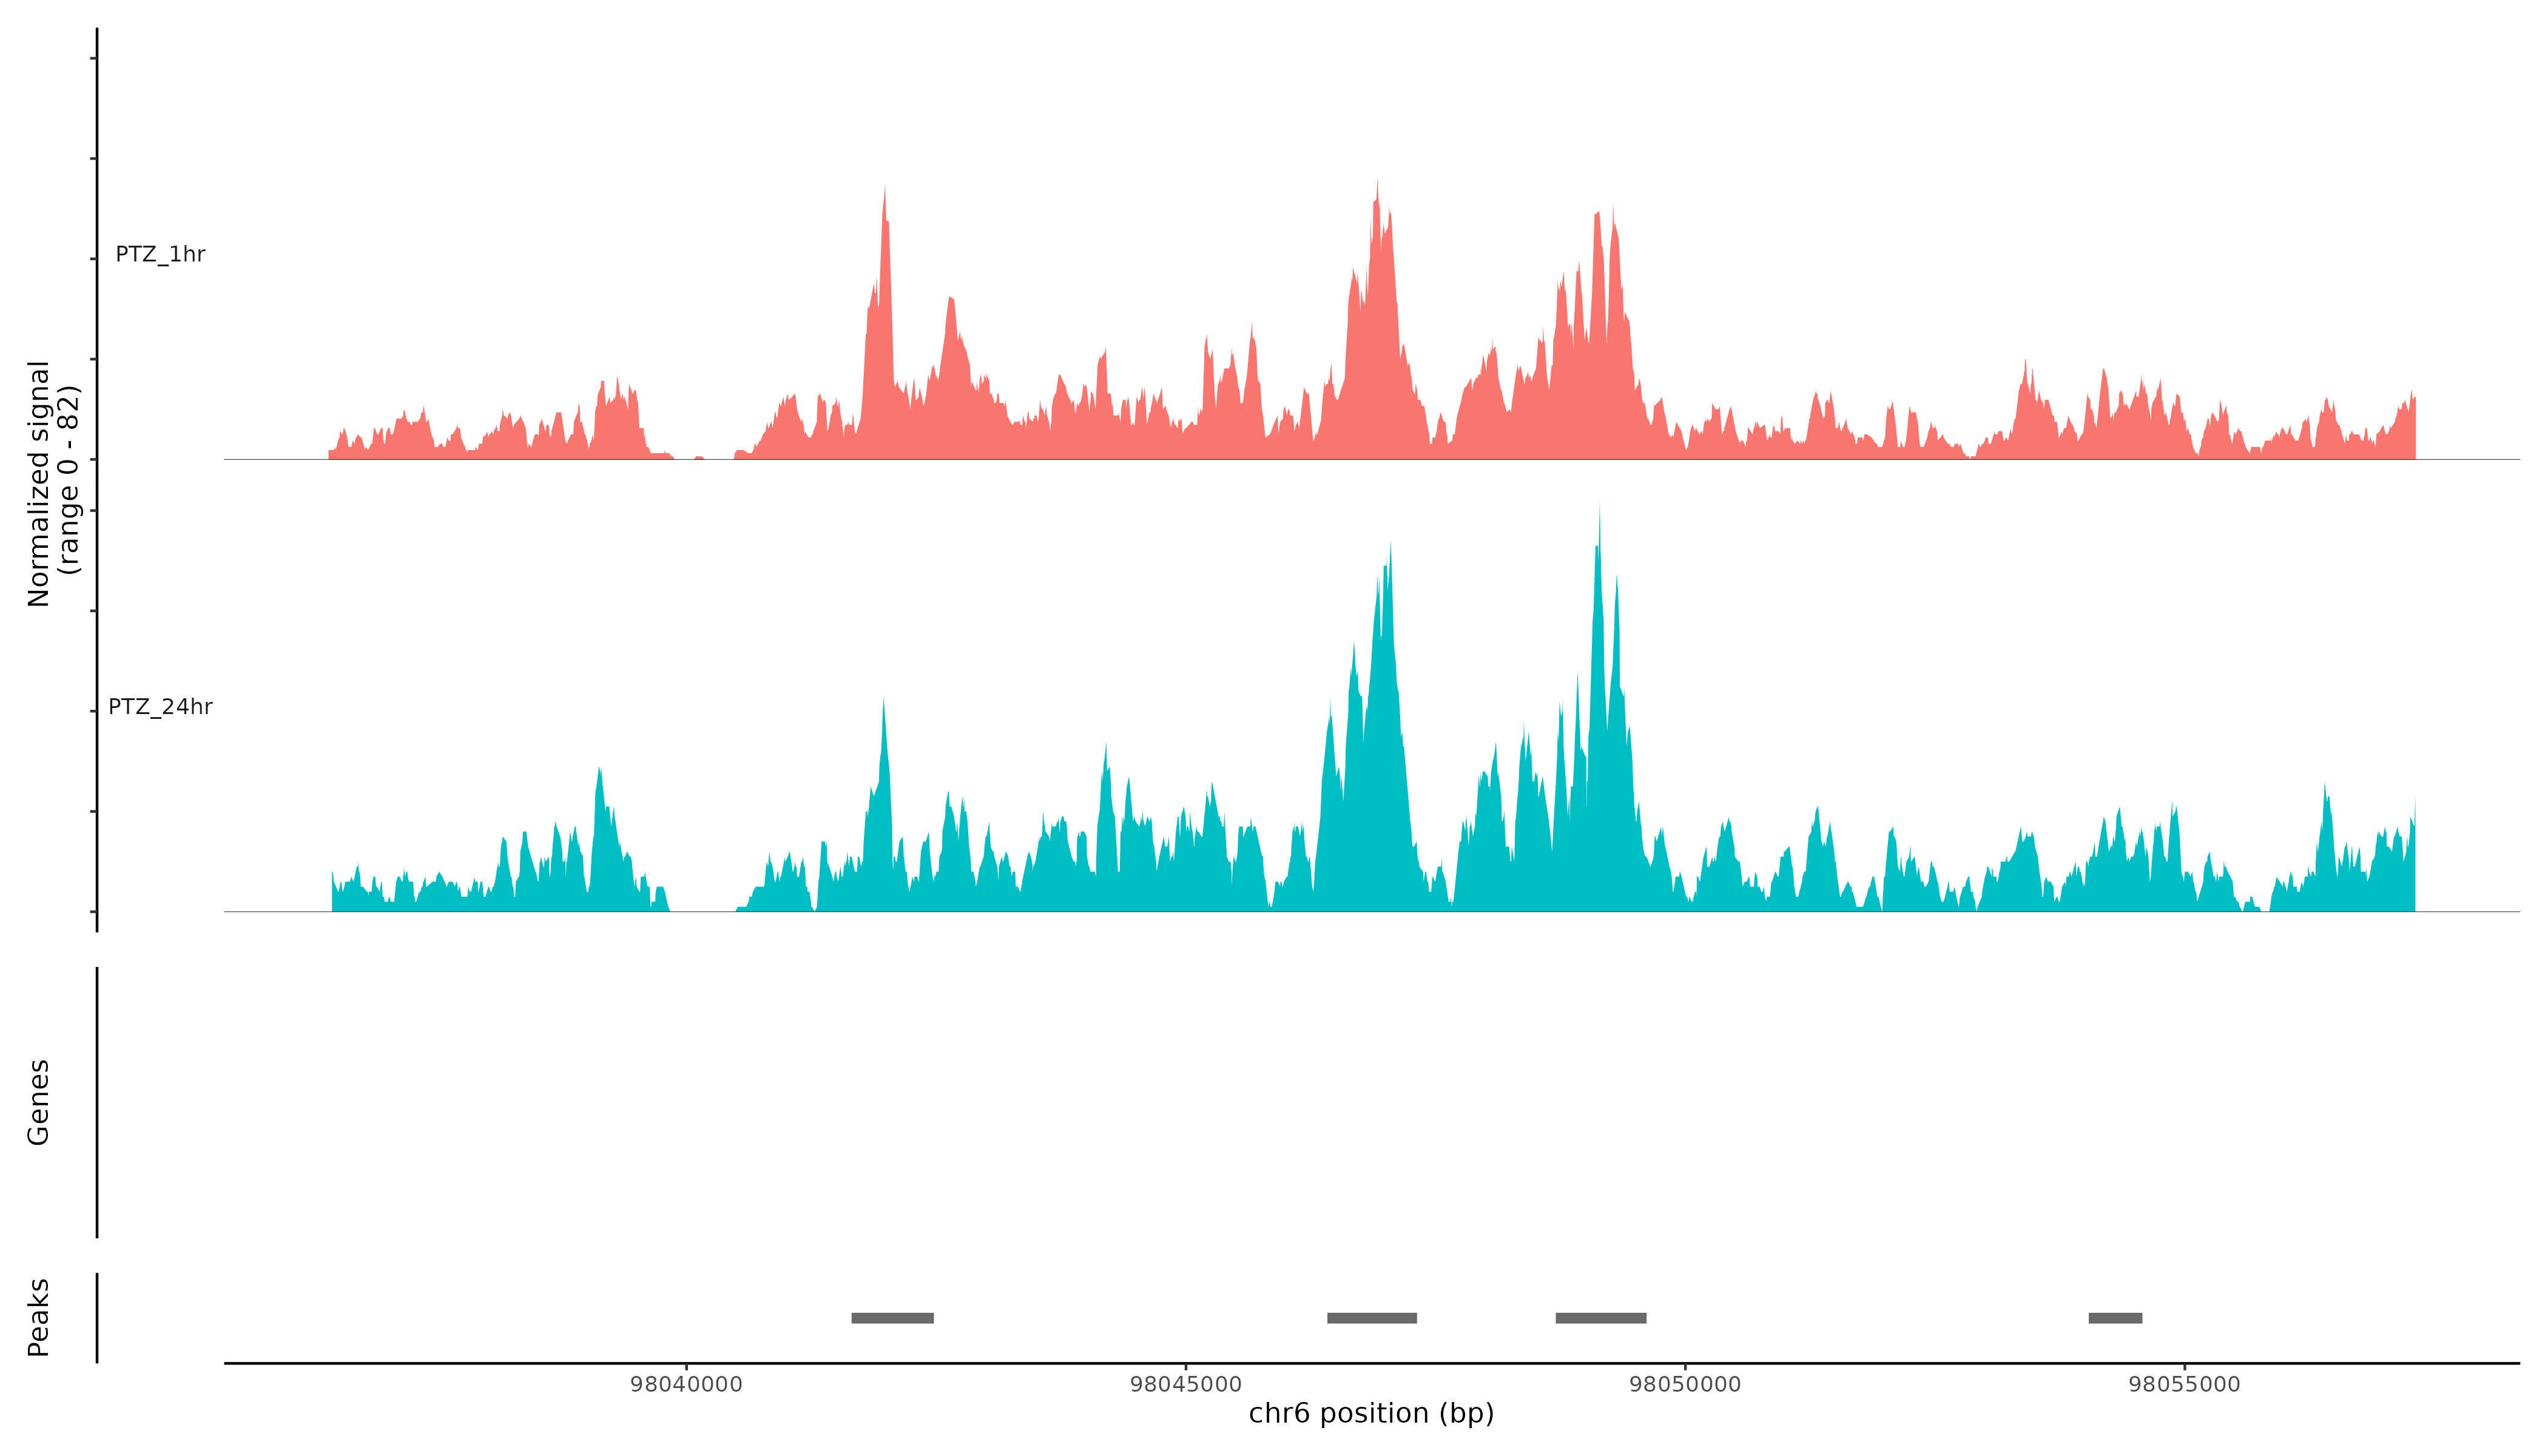 Normalized signal
(range 0 - 82)
PTZ_1hr
PTZ_24hr
Genes
Peaks
98040000
98045000
98050000
98055000
chr6 position (bp)